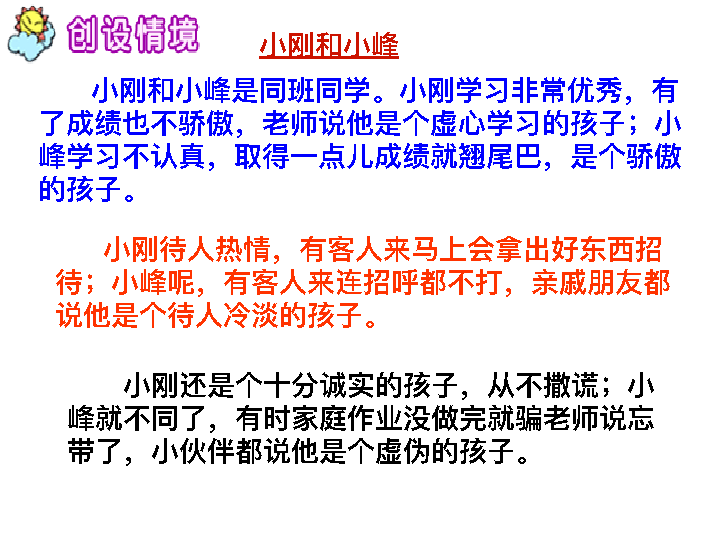 创设情境
小刚和小峰
小刚和小峰是同班同学。小刚学习非常优秀，有
了成绩也不骄傲，老师说他是个虚心学习的孩子；小
峰学习不认真，取得一点儿成绩就翘尾巴，是个骄傲
的孩子。
小刚待人热情，有客人来马上会拿出好东西招
待；小峰呢，有客人来连招呼都不打，亲戚朋友都
说他是个待人冷淡的孩子。
小刚还是个十分诚实的孩子，从不撒谎；小
峰就不同了，有时家庭作业没做完就骗老师说忘
带了，小伙伴都说他是个虚伪的孩子。